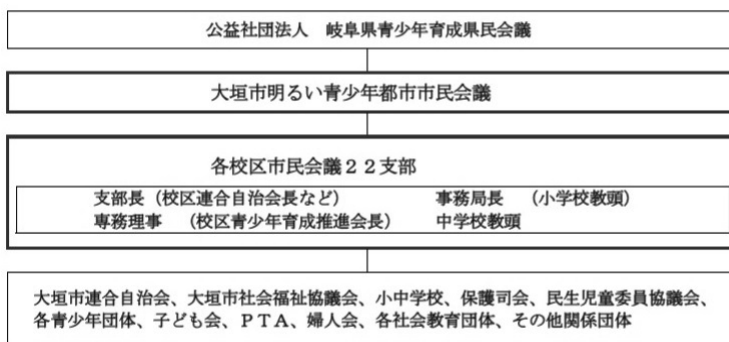 公益社団法人　岐阜県青少年育成県民会議
大垣市明るい青少年都市市民会議
各校区市民会議２２支部
支部長（校区連合自治会長など）　事務局長　（小学校教頭）
専務理事　（校区青少年育成推進会長）　中学校教頭
大垣市連合自治会、大垣市社会福祉協議会、小中学校、保護司会、民生児童委員協議会、
各青少年団体、子ども会、ＰＴＡ、婦人会、各社会教育団体、その他関係団体